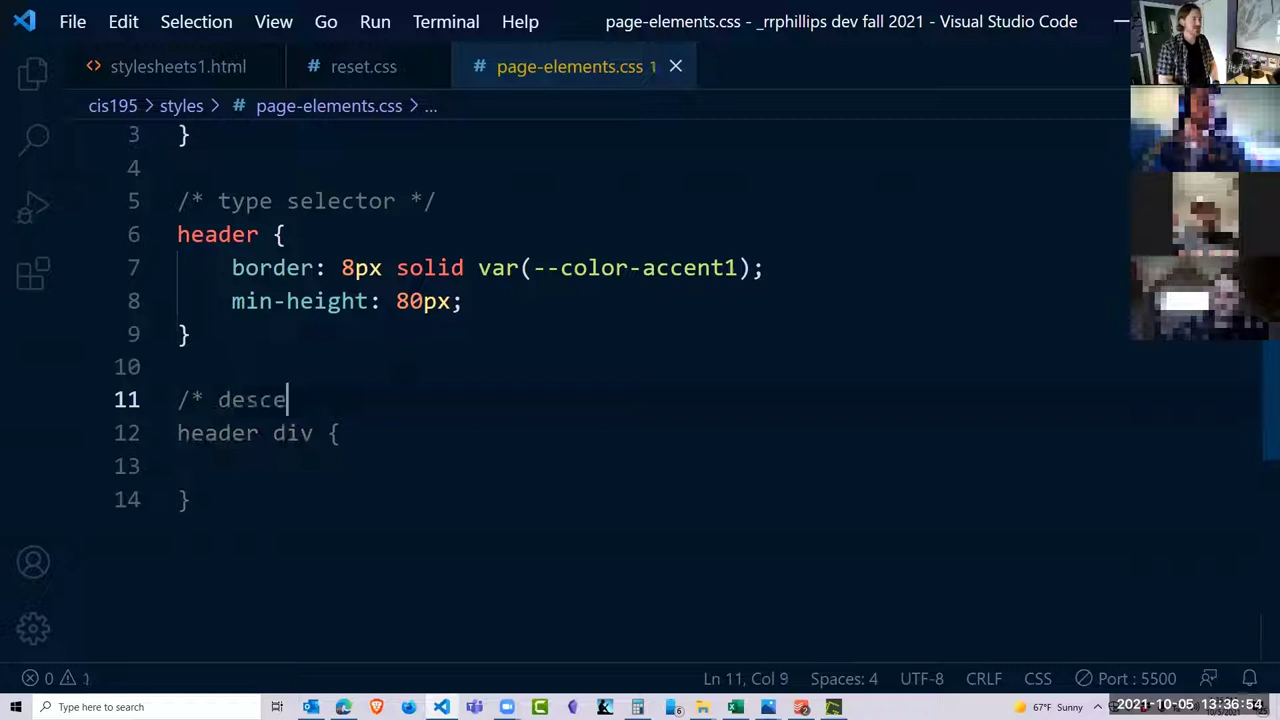 File Edit Selection View Go Run Terminal Help page-elements.css - _rrphillips dev fall 2021 - Visual Studio Code
<> stylesheets1.html # reset.css # page-elements.css 1
cis195 > styles > # page-elements.css > ...
3 }
4
5 /* type selector */
6 header {
7 border: 8px solid var(--color-accent1);
8 min-height: 80px;
9 }
10
11 /* desce
12 header div {
13
14 }
0 1 Ln 11, Col 9 Spaces: 4 UTF-8 CRLF CSS Port : 5500
Type here to search 67°F Sunny 2021-10-05 13:36:54